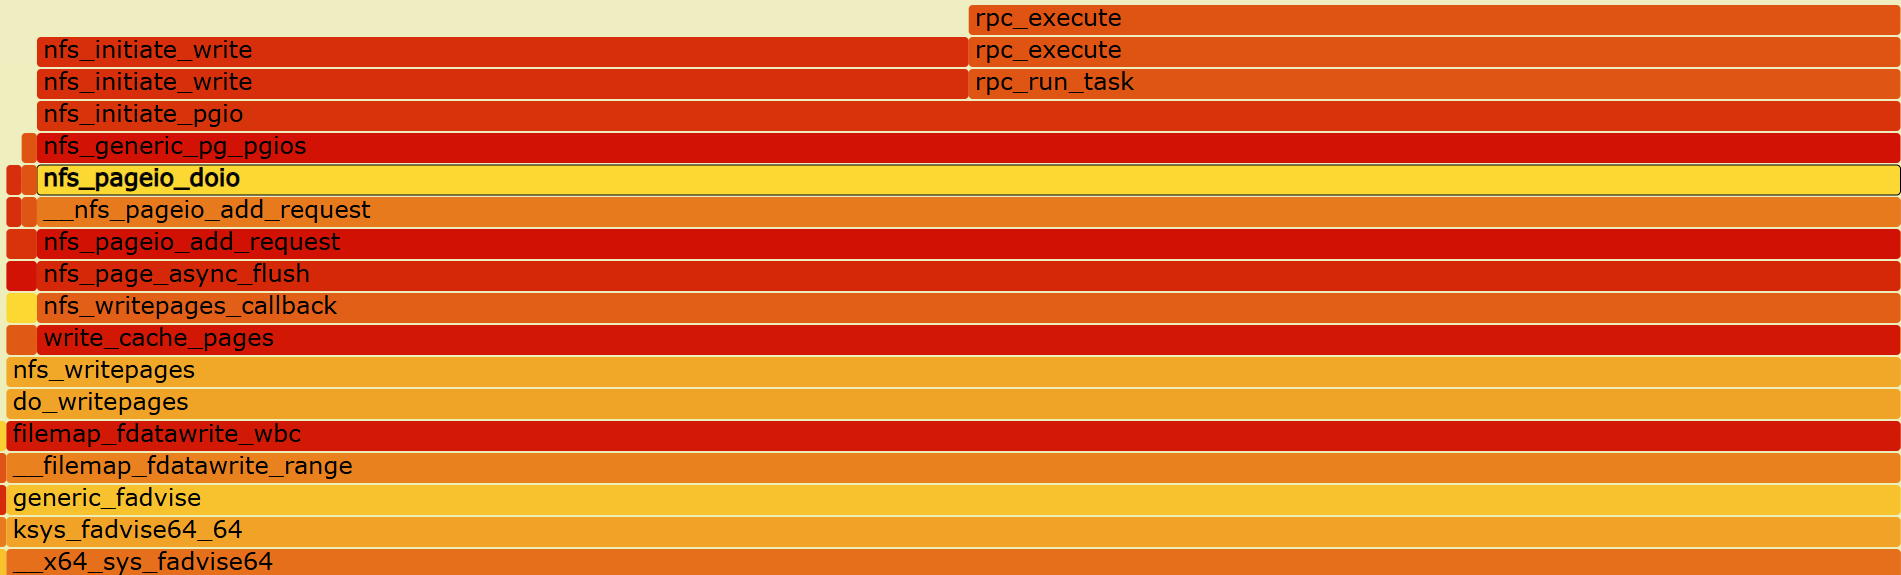 rpc_execute
nfs_initiate_write rpc_execute
nfs_initiate_write rpc_run_task
nfs_initiate_pgio
nfs_generic_pg_pgios
nfs_pageio_doio
__nfs_pageio_add_request
nfs_pageio_add_request
nfs_page_async_flush
nfs_writepages_callback
write_cache_pages
nfs_writepages
do_writepages
filemap_fdatawrite_wbc
__filemap_fdatawrite_range
generic_fadvise
ksys_fadvise64_64
__x64_sys_fadvise64